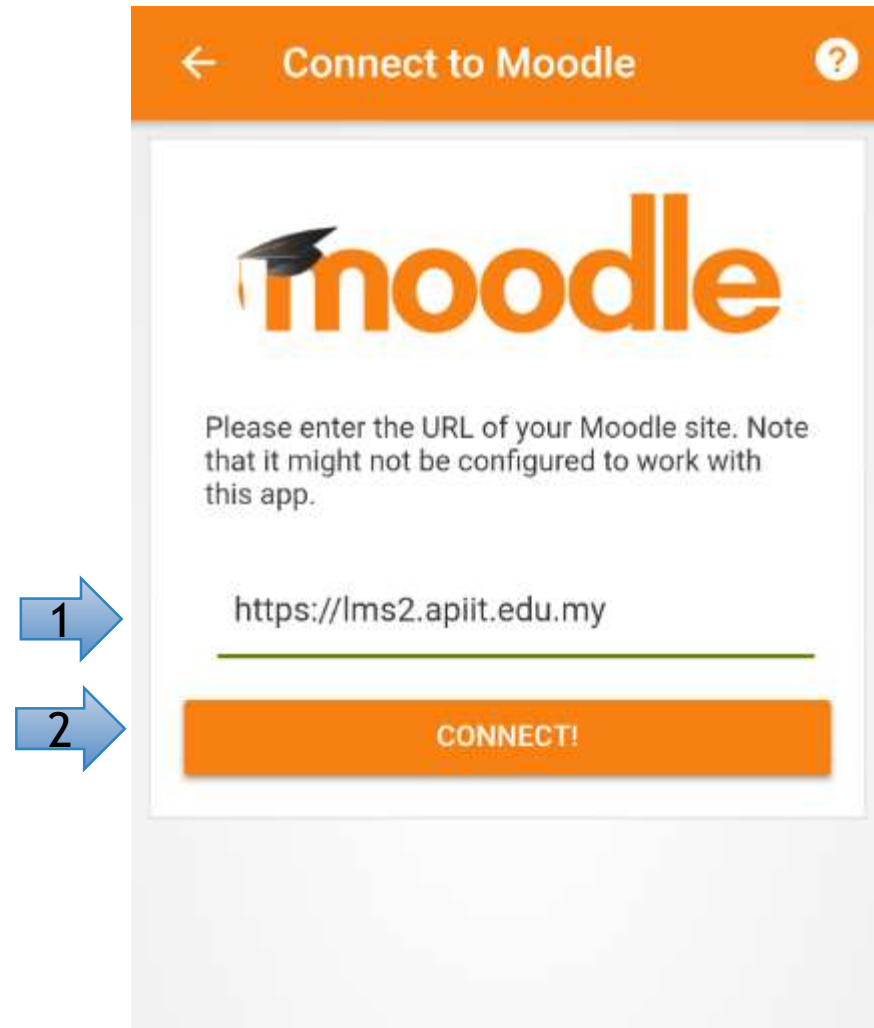 Connect to Moodle ?
moodle
Please enter the URL of your Moodle site. Note
that it might not be configured to work with
this app.
1
https://lms2.apiit.edu.my
2
CONNECT!